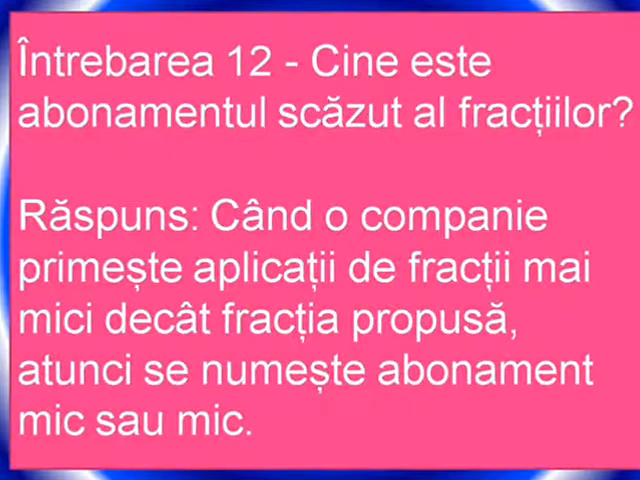 Întrebarea 12 - Cine este
abonamentul scăzut al fracțiilor?
Răspuns: Când o companie
primește aplicații de fracții mai
mici decât fracția propusă,
atunci se numește abonament
mic sau mic.